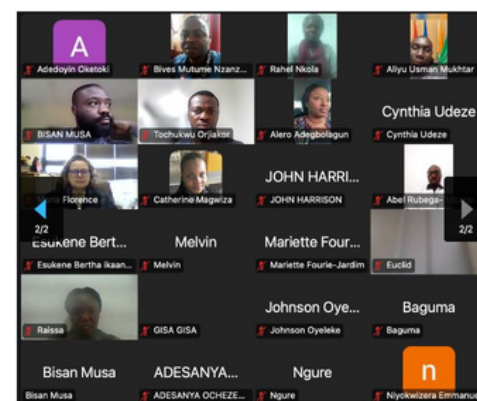 A
Adedoyin Oketoki
Bives Mutume Nzanz...
Rahel Nkola
Aliyu Usman Mukhtar
BISAN MUSA
Tochukwu Orjiakor
Alero Adegbolagun
Cynthia Udeze
Cynthia Udeze
Florence
Catherine Magwiza
JOHN HARRI...
JOHN HARRISON
Abel Rubega-
2/2
2/2
Esukene Bert...
Esukene Bertha ikaan...
Melvin
Melvin
Mariette Four...
Mariette Fourie-Jardim
Euclid
Raissa
GISA GISA
Johnson Oye...
Johnson Oyeleke
Baguma
Baguma
Bisan Musa
Bisan Musa
ADESANYA...
ADESANYA OCHEZE...
Ngure
Ngure
n
Niyokwizera Emmanue